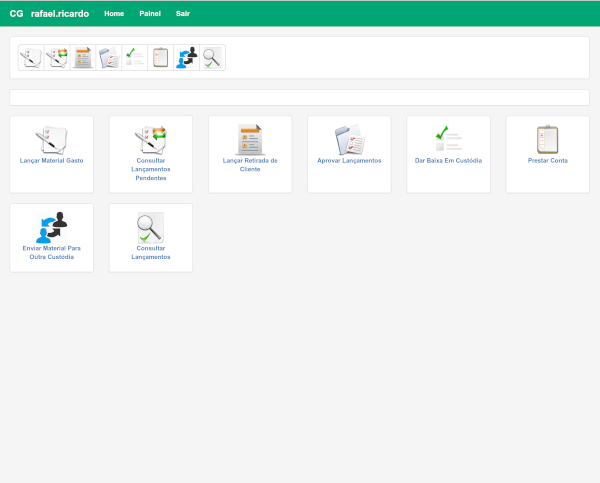 CG rafael.ricardo Home Painel Sair
Lançar Material Gasto
Consultar
Lançamentos
Pendentes
Lançar Retirada de
Cliente
Aprovar Lançamentos
Dar Baixa Em Custódia
Prestar Conta
Enviar Material Para
Outra Custódia
Consultar
Lançamentos